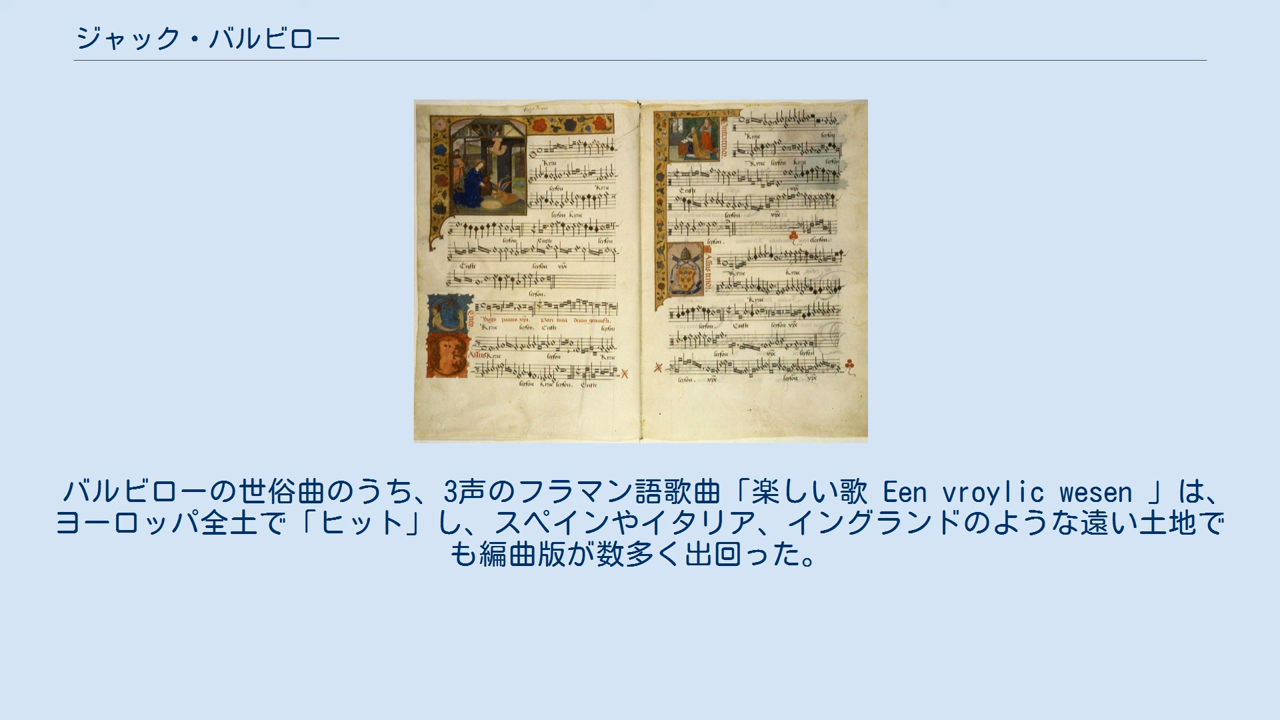 ジャック・バルビロー
バルビローの世俗曲のうち、3声のフラマン語歌曲「楽しい歌 Een vroylic wesen 」は、
ヨーロッパ全土で「ヒット」し、スペインやイタリア、イングランドのような遠い土地で
も編曲版が数多く出回った。